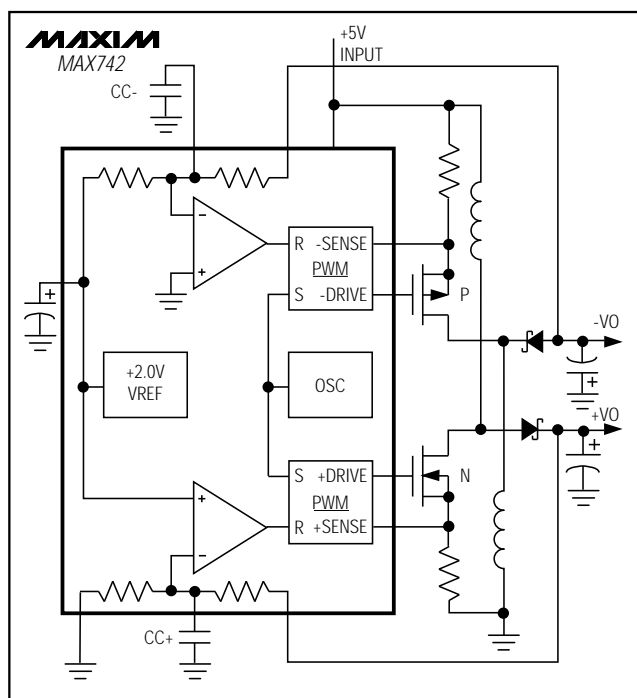 MAXIM
MAX742
+5V
INPUT
CC-
−
+
R -SENSE
PWM
S -DRIVE
P
+
-VO
+
+2.0V
VREF
OSC
+VO
+
S +DRIVE
PWM
R +SENSE
N
+
−
CC+